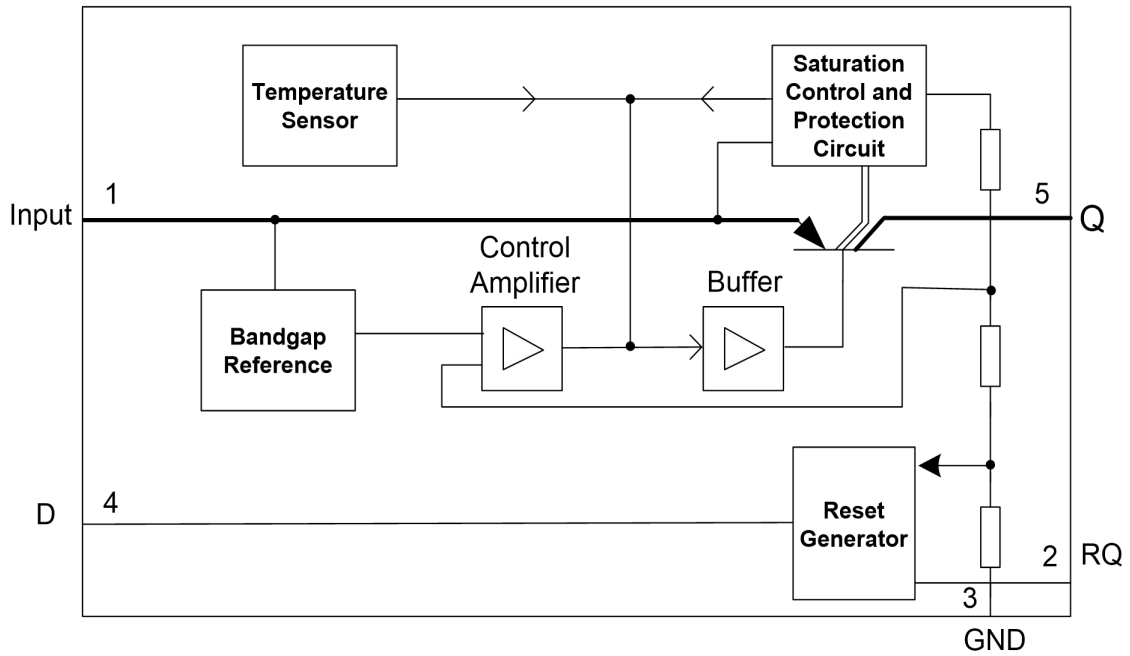 Temperature
Sensor
Saturation
Control and
Protection
Circuit
1
Input
5
Q
Control
Amplifier
Buffer
Bandgap
Reference
4
D
Reset
Generator
2
RQ
3
GND